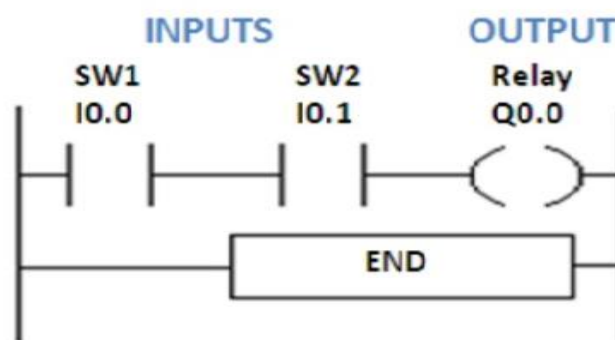 INPUTS OUTPUT
SW1 SW2 Relay
I0.0 I0.1 Q0.0
END